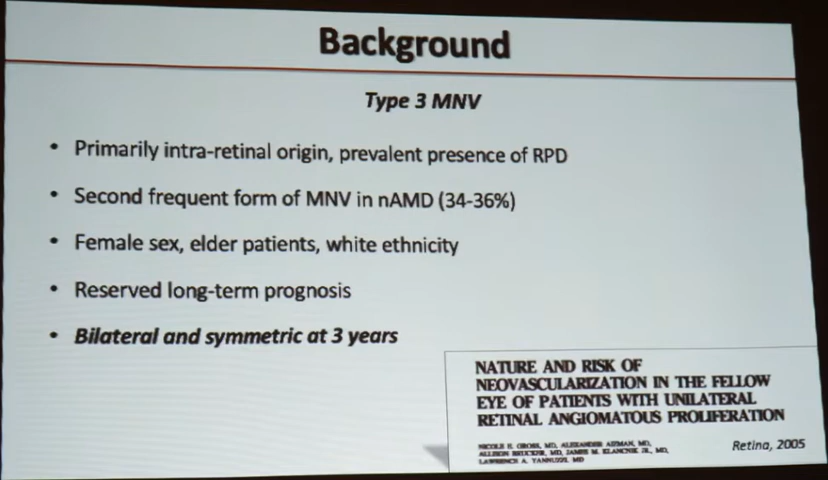 Background
Type 3 MNV
• Primarily intra-retinal origin, prevalent presence of RPD
• Second frequent form of MNV in nAMD (34-36%)
• Female sex, elder patients, white ethnicity
• Reserved long-term prognosis
• Bilateral and symmetric at 3 years
NATURE AND RISK OF
NEOVASCULARIZATION IN THE FELLOW
EYE OF PATIENTS WITH UNILATERAL
RETINAL ANGIOMATOUS PROLIFERATION
NICOLE E. GROSS, MD, ALEXANDER AIZMAN, MD,
ALLISON BRUCKER, MD, JAMES M. KLANCNIK JR., MD,
LAWRENCE A. YANNUZZI, MD
Retina, 2005